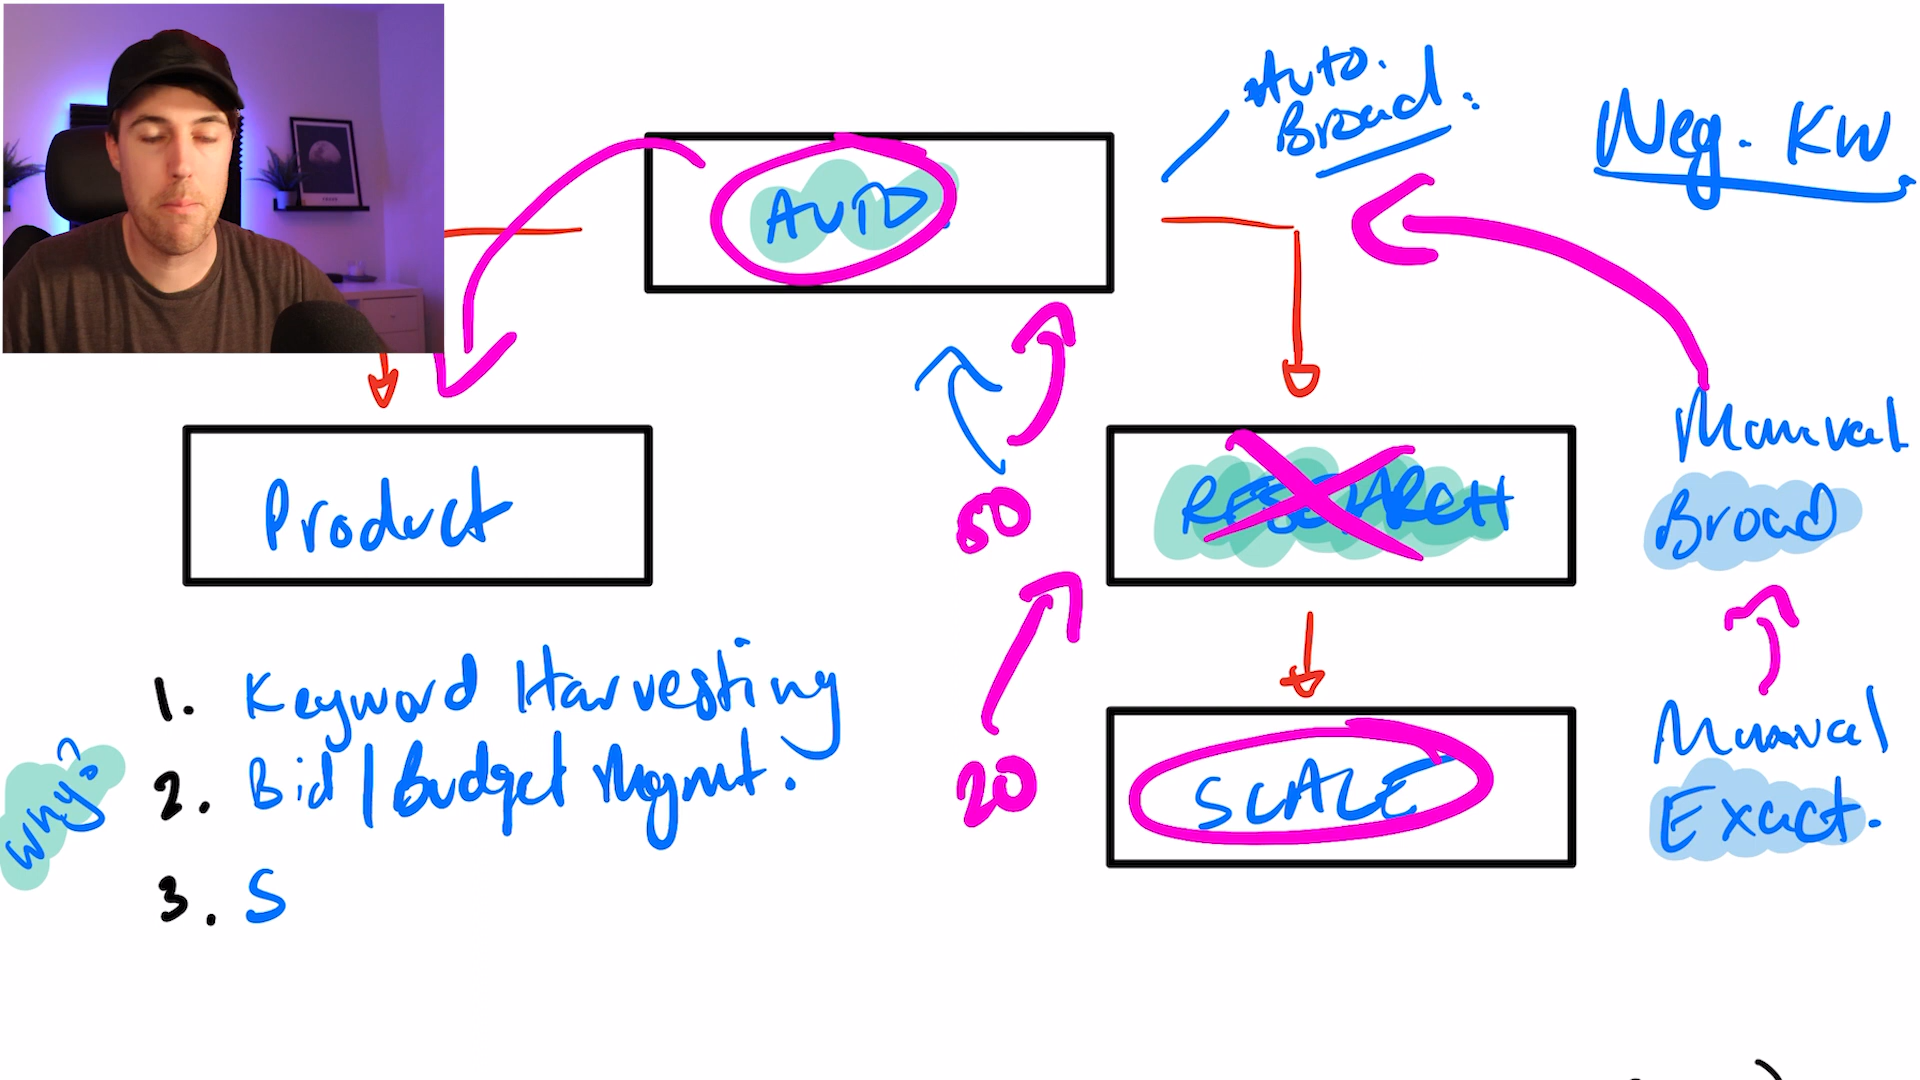 Auto.
Broad.
Neg. KW
AUTO.
Manual
Broad
Product
50
RESEARCH
1. Keyword Harvesting
Why?
2. Bid / Budget Mgmt.
20
SCALE
Manual
Exact.
3. S